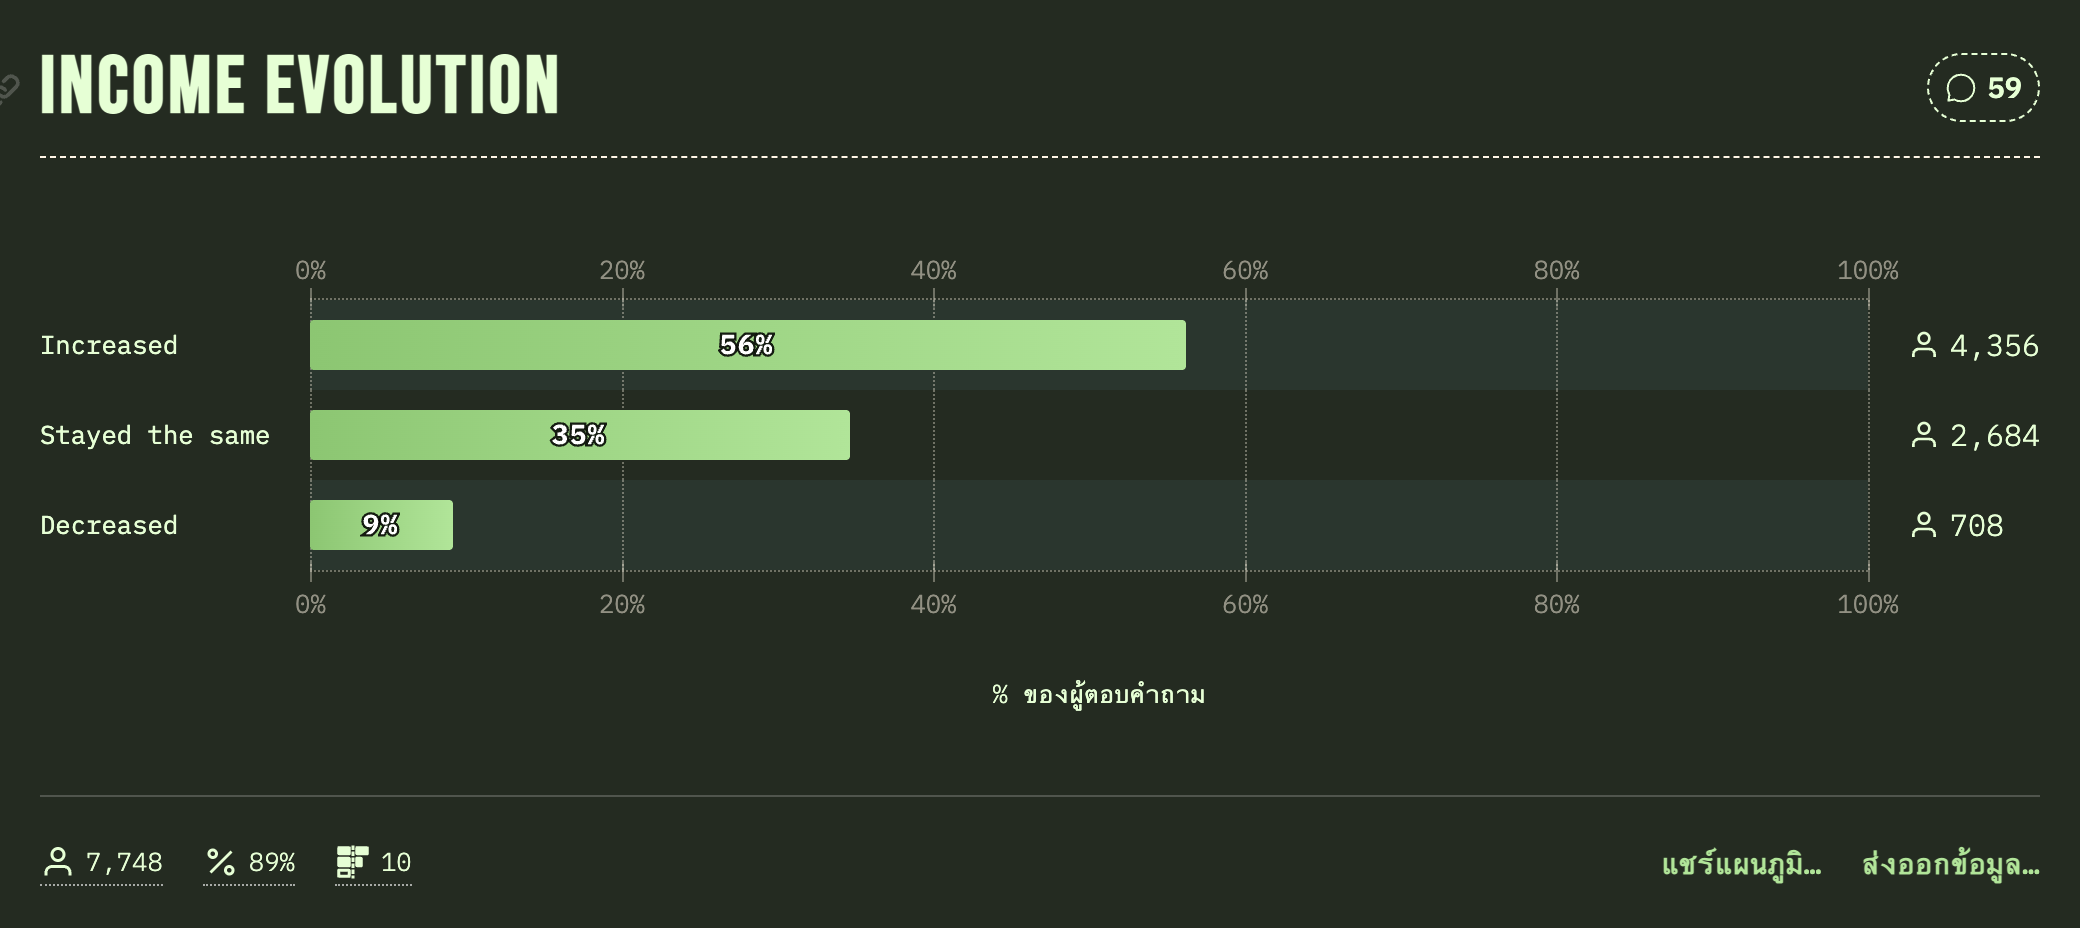 INCOME EVOLUTION
59
0% 20% 40% 60% 80% 100%
Increased 56% 4,356
Stayed the same 35% 2,684
Decreased 9% 708
0% 20% 40% 60% 80% 100%
% ของผู้ตอบคำถาม
7,748 % 89% 10 แชร์แผนภูมิ… ส่งออกข้อมูล…